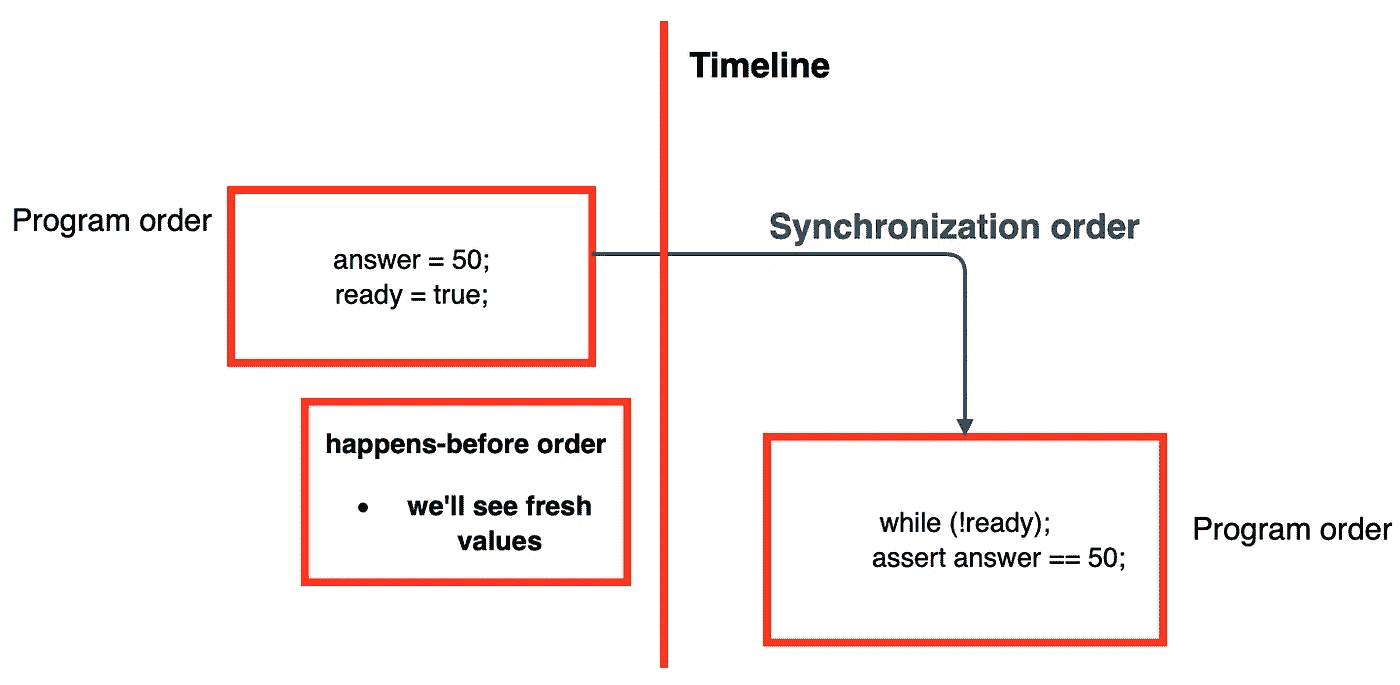 Timeline
Program order
answer = 50;
ready = true;
Synchronization order
happens-before order
• we'll see fresh
values
while (!ready);
assert answer == 50;
Program order